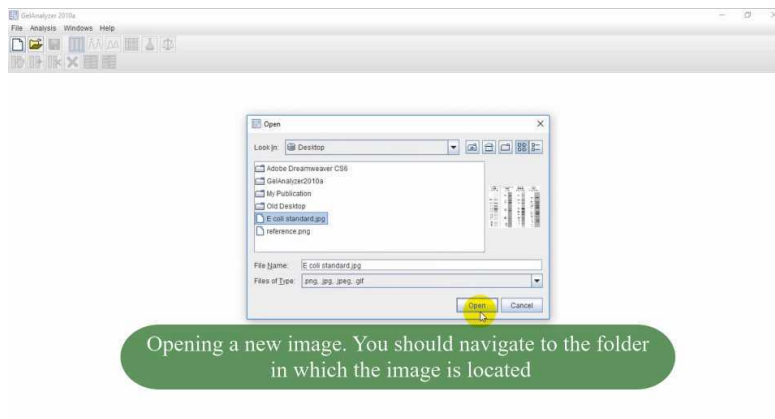 GelAnalyzer 2010a
File Analysis Windows Help
Open
Look In: Desktop
Adobe Dreamweaver CS6
GelAnalyzer2010a
My Publication
Old Desktop
E coli standard.jpg
reference.png
File Name: E coli standard.jpg
Files of Type: .png, .jpg, .jpeg, .gif
Open Cancel
Opening a new image. You should navigate to the folder
in which the image is located